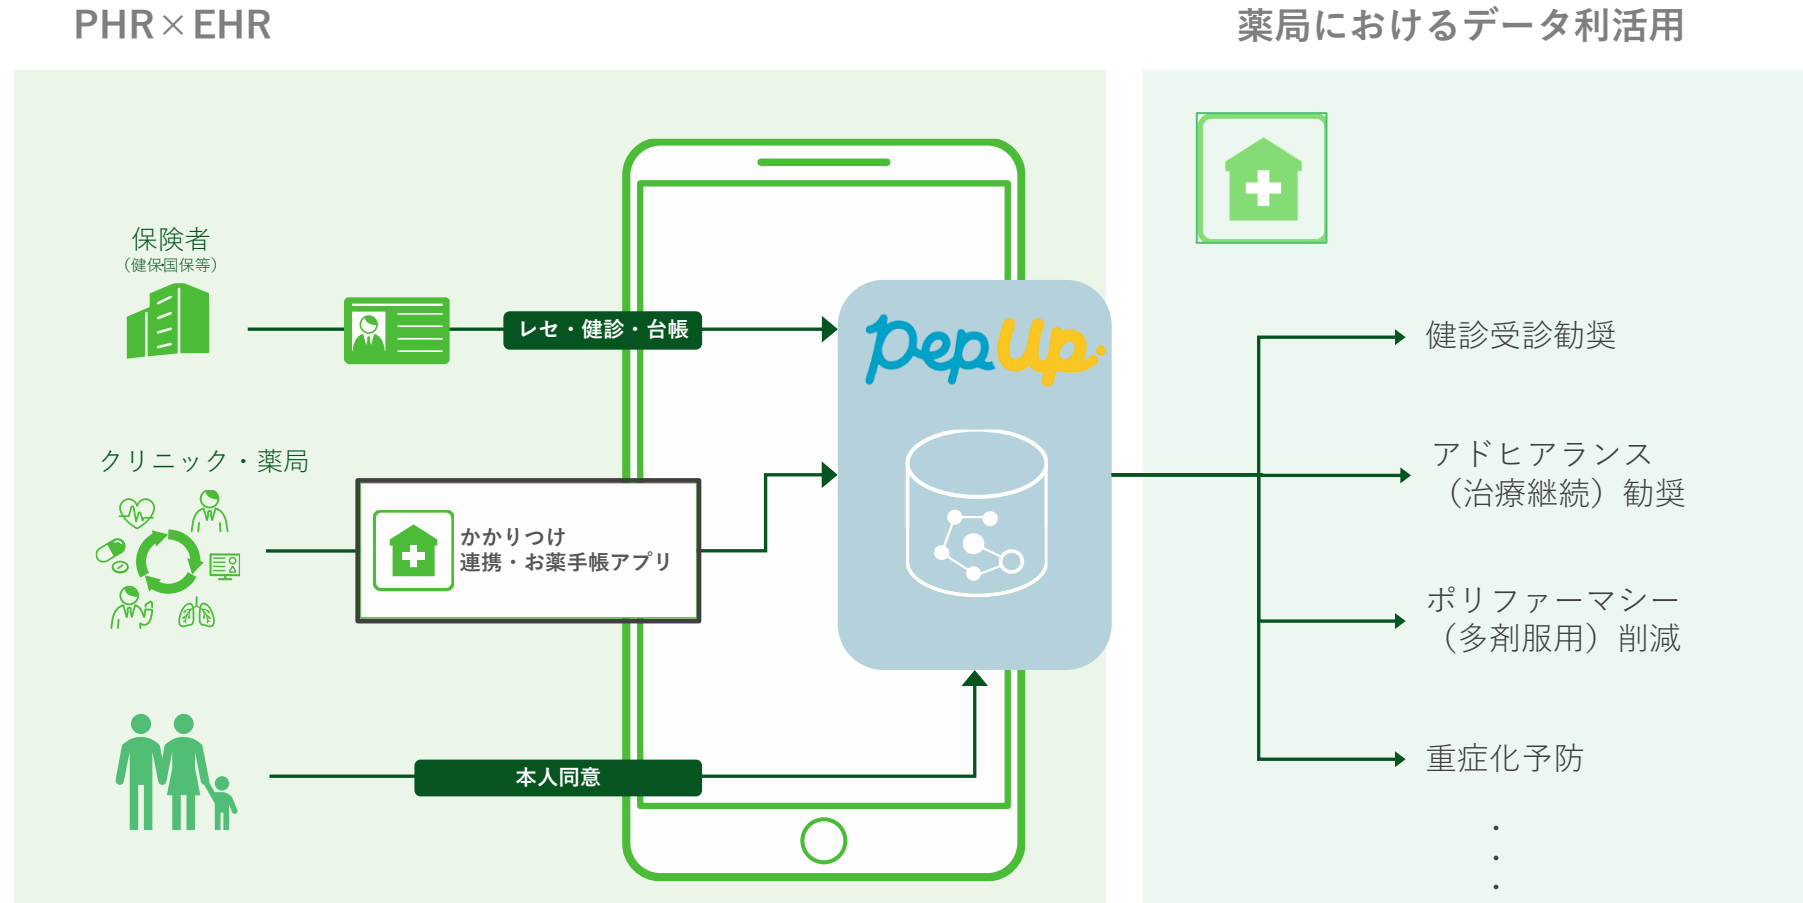 PHR×EHR
薬局におけるデータ利活用
保険者
（健保国保等）
レセ・健診・台帳
PepUp
クリニック・薬局
かかりつけ
連携・お薬手帳アプリ
本人同意
健診受診勧奨
アドヒアランス
（治療継続）勧奨
ポリファーマシー
（多剤服用）削減
重症化予防
・
・
・